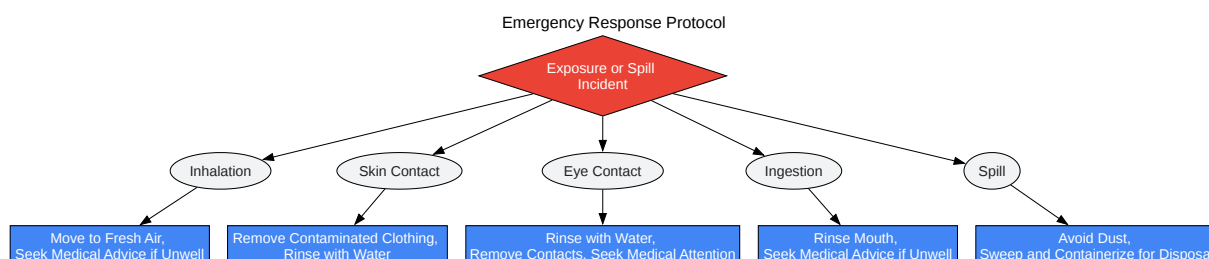 Emergency Response Protocol
Exposure or Spill
Incident
Inhalation
Skin Contact
Eye Contact
Ingestion
Spill
Move to Fresh Air,
Seek Medical Advice if Unwell
Remove Contaminated Clothing,
Rinse with Water
Rinse with Water,
Remove Contacts, Seek Medical Attention
Rinse Mouth,
Seek Medical Advice if Unwell
Avoid Dust,
Sweep and Containerize for Disposa